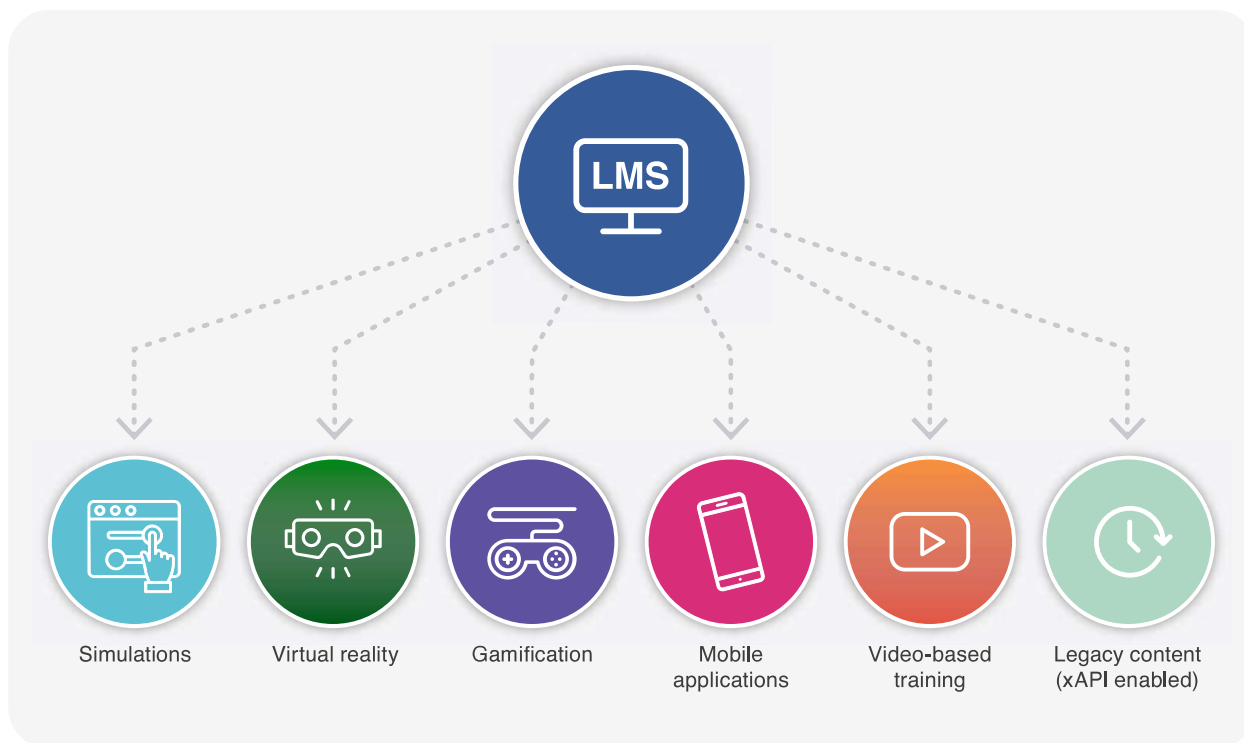 LMS
Simulations
Virtual reality
Gamification
Mobile
applications
Video-based
training
Legacy content
(xAPI enabled)